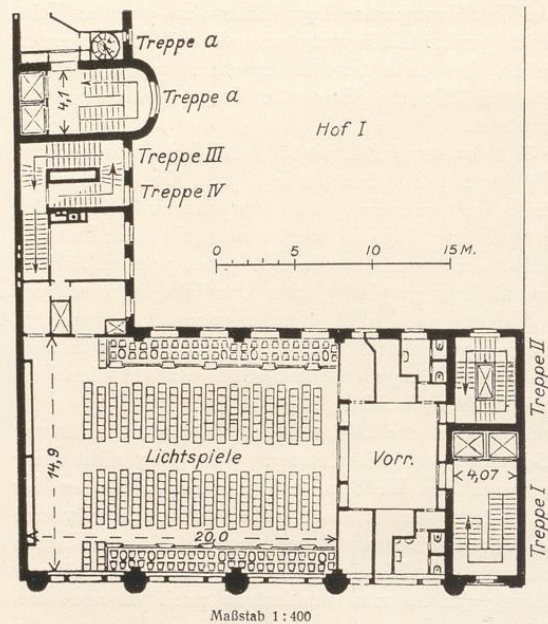 Treppe a
Treppe a
4,1
Hof I
Treppe III
Treppe IV
0 5 10 15 M.
Treppe II
14,9
Lichtspiele
Vorr.
4,07
20,0
Treppe I
Maßstab 1:400